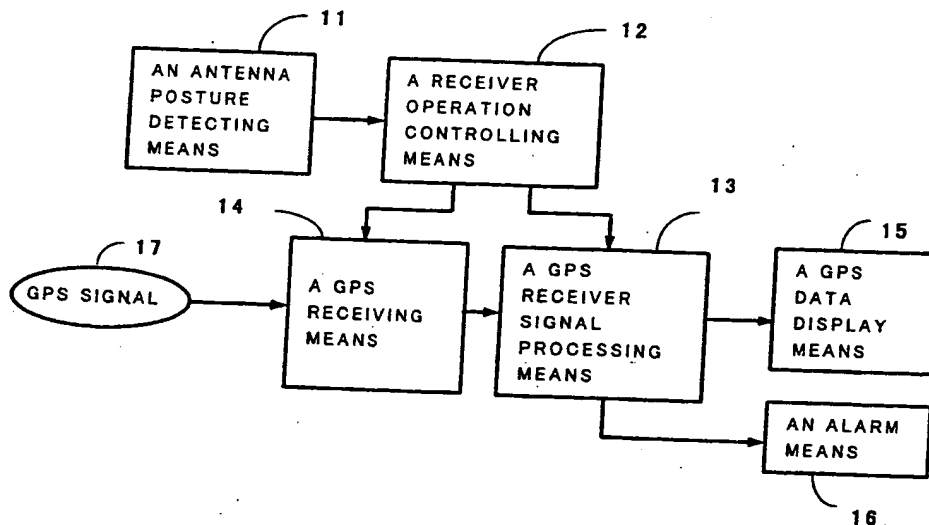 11
AN ANTENNA
POSTURE
DETECTING
MEANS
12
A RECEIVER
OPERATION
CONTROLLING
MEANS
17
GPS SIGNAL
14
A GPS
RECEIVING
MEANS
13
A GPS
RECEIVER
SIGNAL
PROCESSING
MEANS
15
A GPS
DATA
DISPLAY
MEANS
AN ALARM
MEANS
16